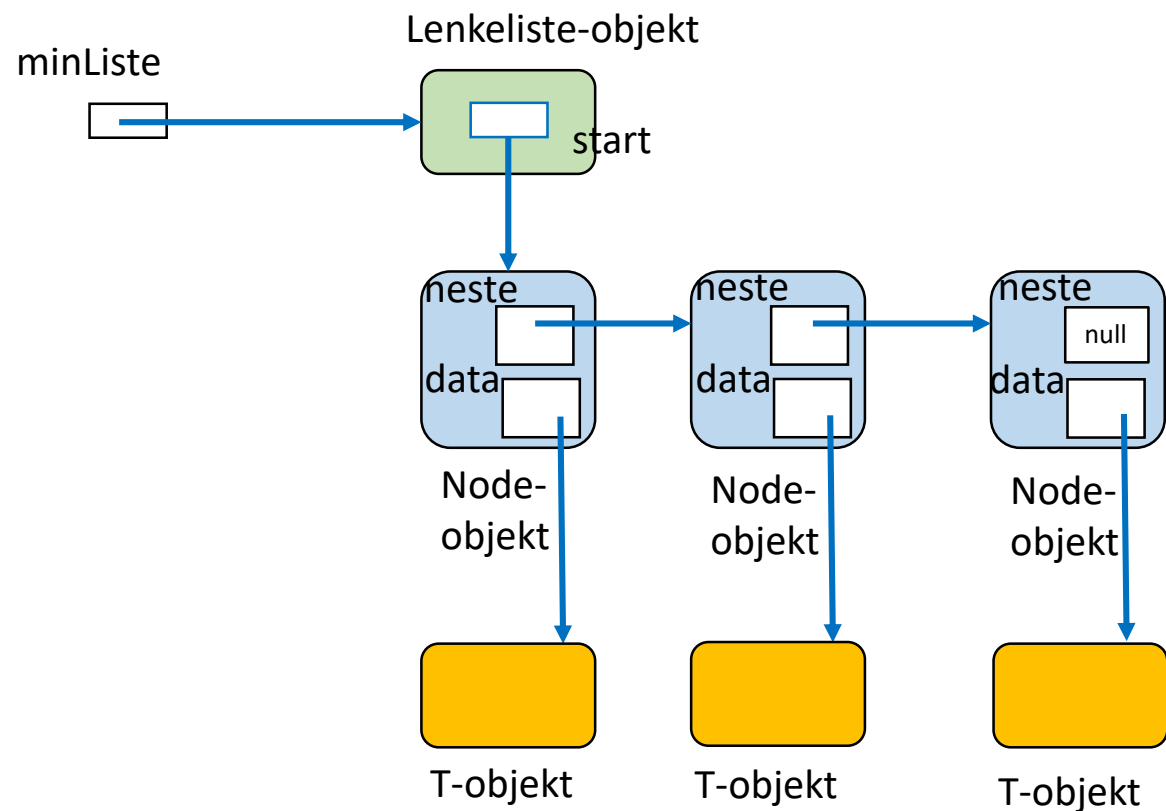 Lenkeliste-objekt
minListe
start
neste
neste
neste
null
data
data
data
Node-
objekt
Node-
objekt
Node-
objekt
T-objekt
T-objekt
T-objekt